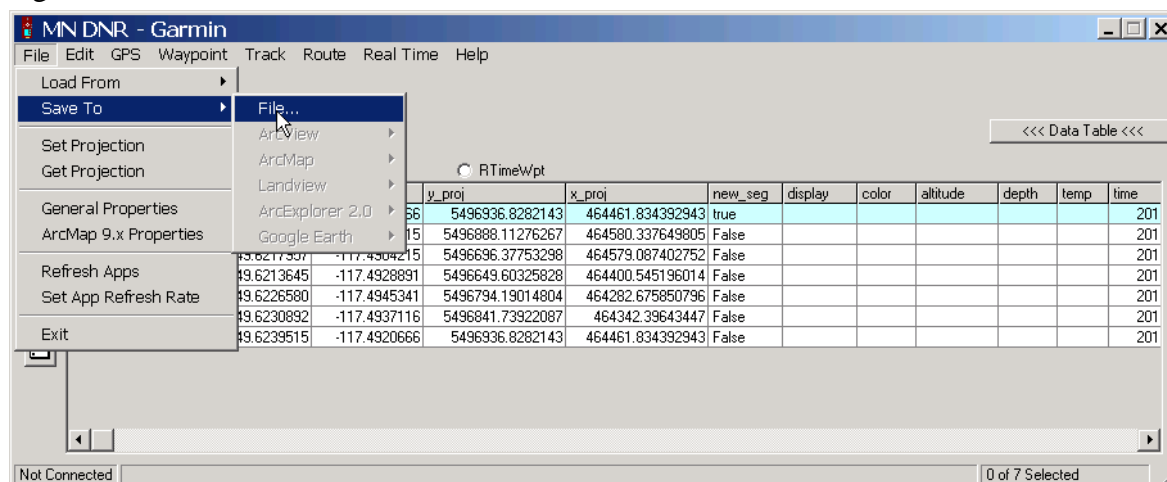 MN DNR - Garmin
File Edit GPS Waypoint Track Route Real Time Help
Load From
Save To
Set Projection
Get Projection
General Properties
ArcMap 9.x Properties
Refresh Apps
Set App Refresh Rate
Exit
File...
ArcView
ArcMap
Landview
ArcExplorer 2.0
Google Earth
<<< Data Table <<<
RTimeWpt
y_proj x_proj new_seg display color altitude depth temp time
66 5496936.8282143 464461.834392943 true 201
15 5496888.11276267 464580.337649805 False 201
49.6217957 -117.4904215 5496696.37753298 464579.087402752 False 201
49.6213645 -117.4928891 5496649.60325828 464400.545196014 False 201
49.6226580 -117.4945341 5496794.19014804 464282.675850796 False 201
49.6230892 -117.4937116 5496841.73922087 464342.39643447 False 201
49.6239515 -117.4920666 5496936.8282143 464461.834392943 False 201
Not Connected
0 of 7 Selected